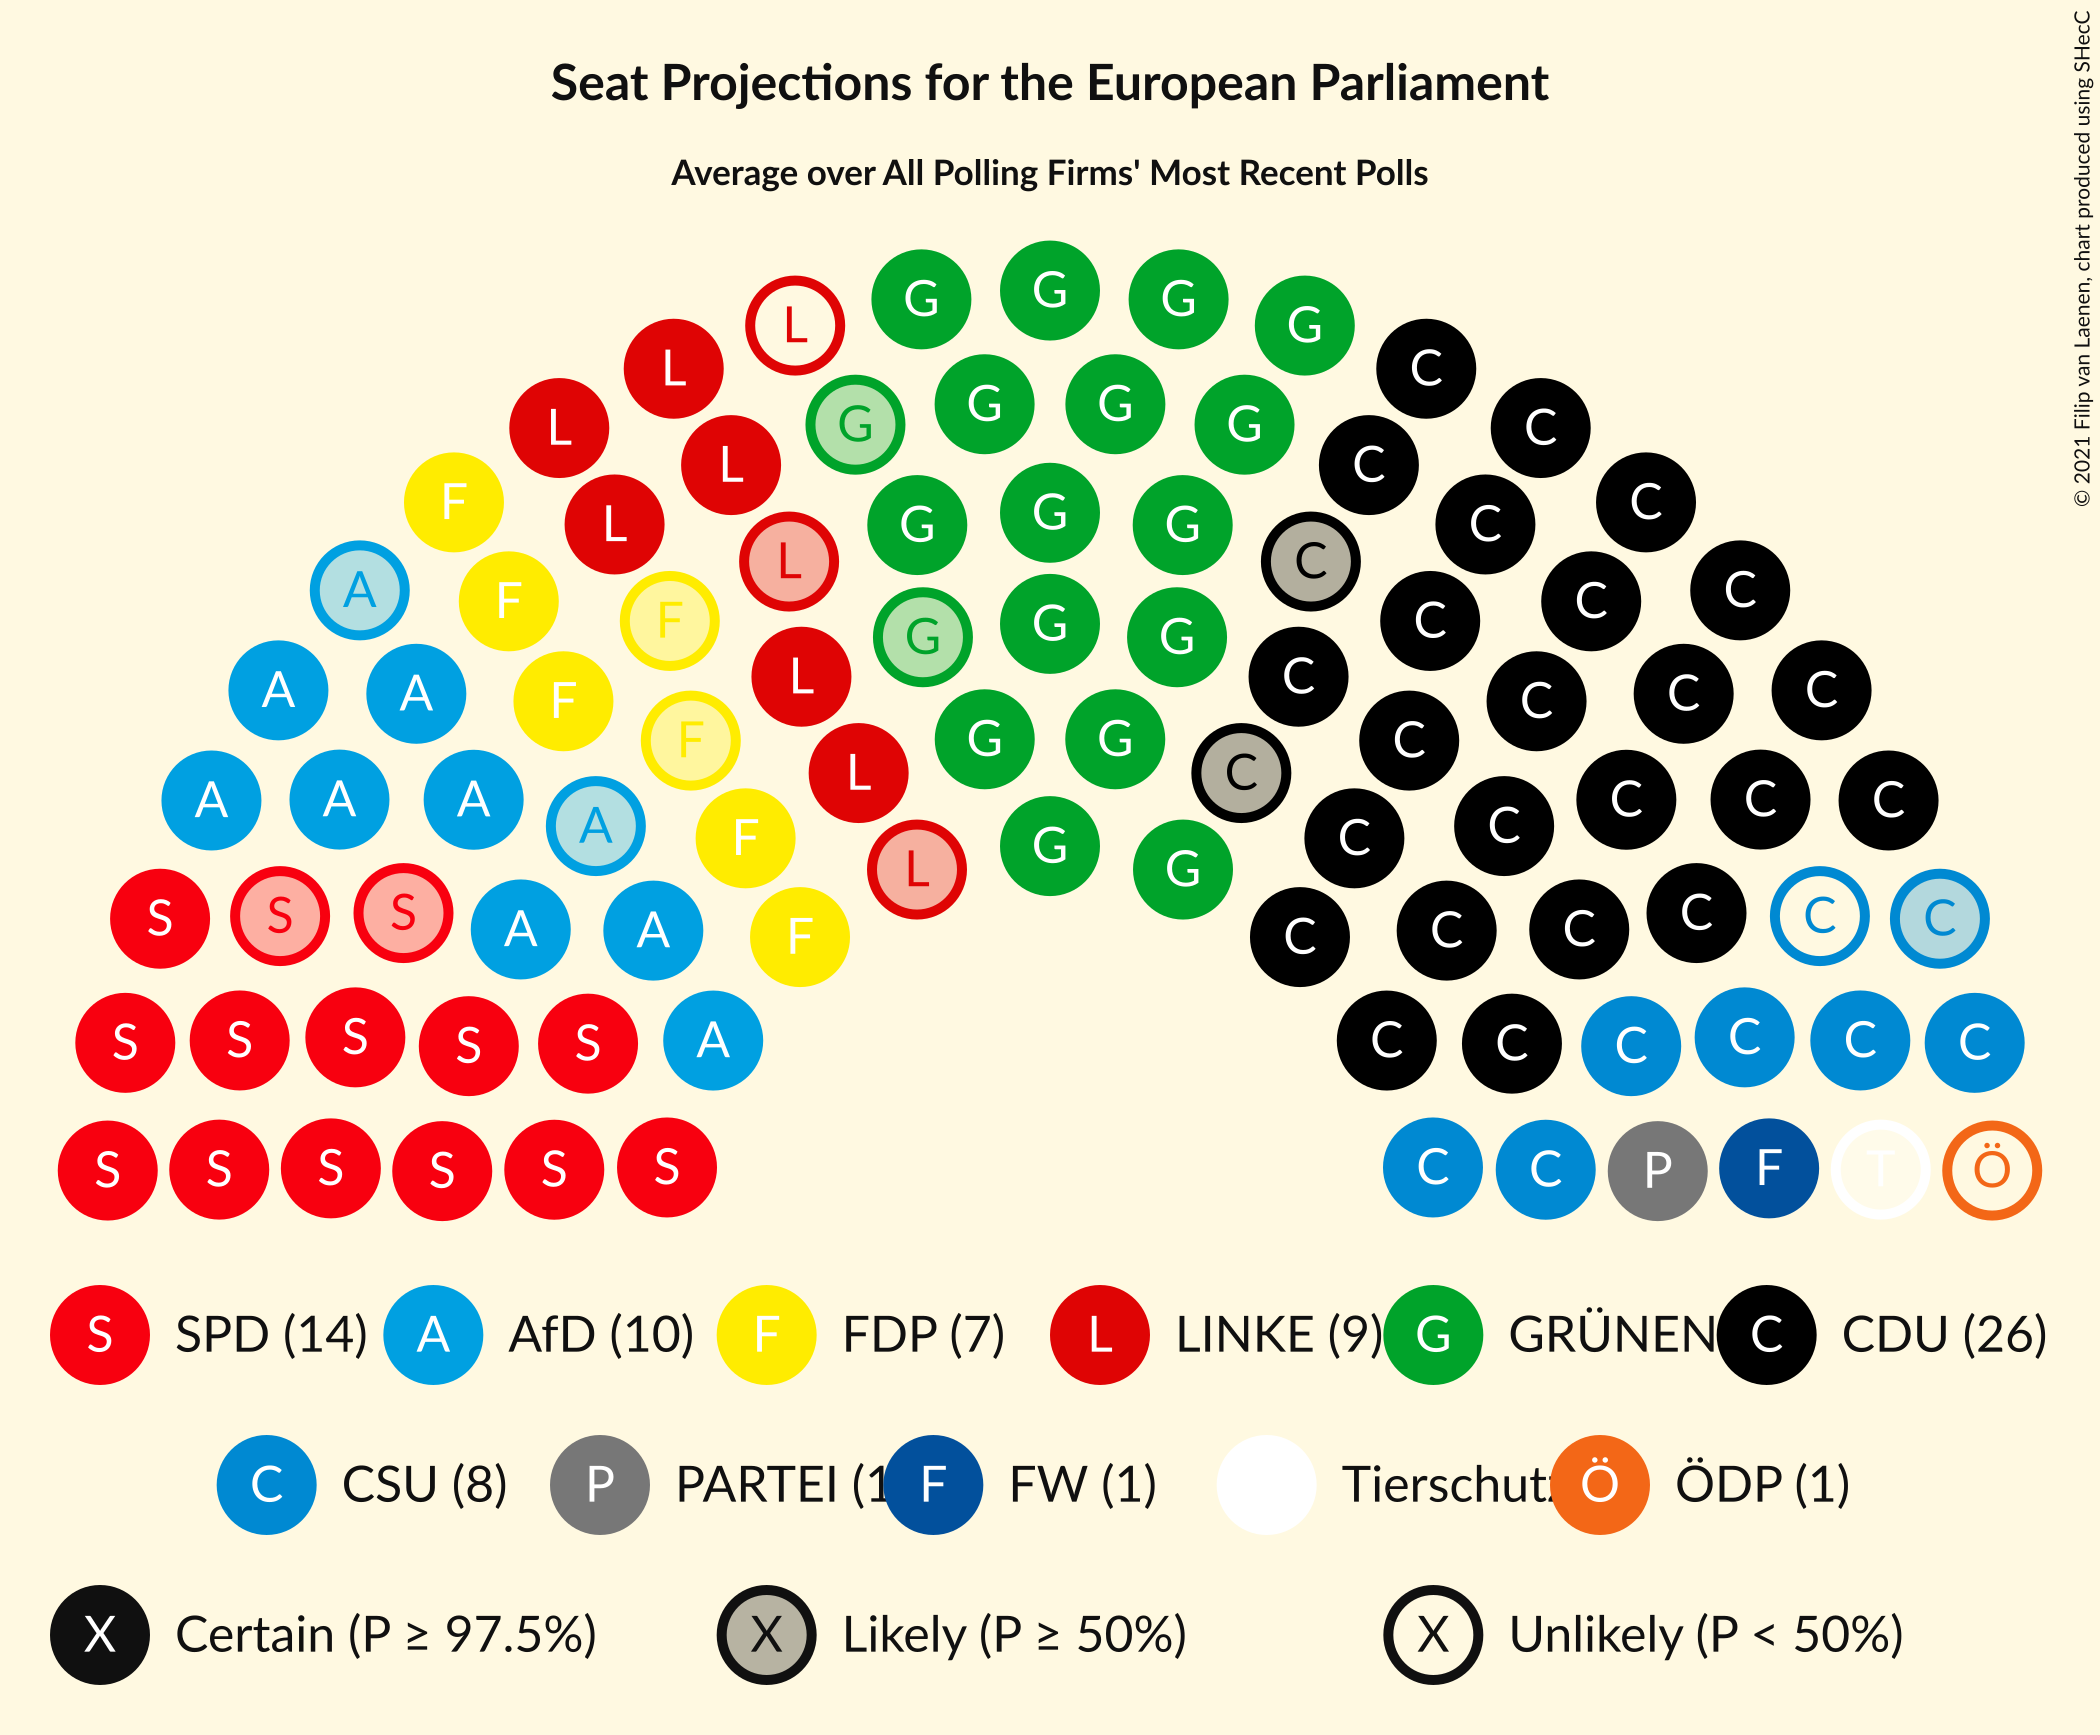 Seat Projections for the European Parliament
Average over All Polling Firms' Most Recent Polls
© 2021 Filip van Laenen, chart produced using SHecC
L G G G G C
L G G G G C C
L L C
F L G G G C C
A F F L C C C
A A F F L G G G C C C C C
A A A A F L G G C C C C C C
S S S A A F L G G C C C C C C
S S S S S A C C C C C C
S S S S S S C C P F T Ö
S SPD (14) A AfD (10) F FDP (7) L LINKE (9) G GRÜNEN C CDU (26)
C CSU (8) P PARTEI (1 F FW (1) Tierschutz Ö ÖDP (1)
X Certain (P ≥ 97.5%) X Likely (P ≥ 50%) X Unlikely (P < 50%)